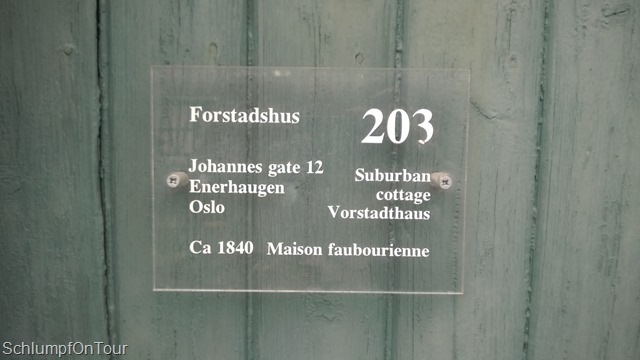 Forstadshus
203
Johannes gate 12
Enerhaugen
Oslo
Suburban
cottage
Vorstadthaus
Ca 1840 Maison faubourienne
SchlumpfOnTour